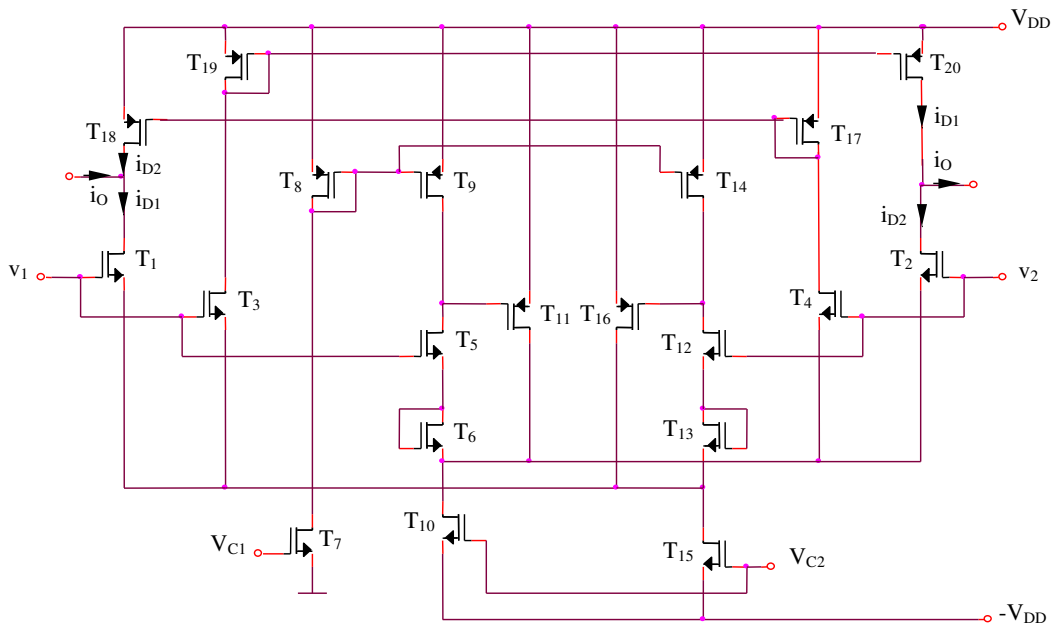 V_DD
T_19
T_20
T_18
T_17
i_D1
i_D2
T_8
T_9
T_14
i_O
i_O
i_D1
i_D2
v_1
T_1
T_2
v_2
T_3
T_11
T_16
T_4
T_5
T_12
T_6
T_13
T_10
V_C1
T_7
T_15
V_C2
-V_DD